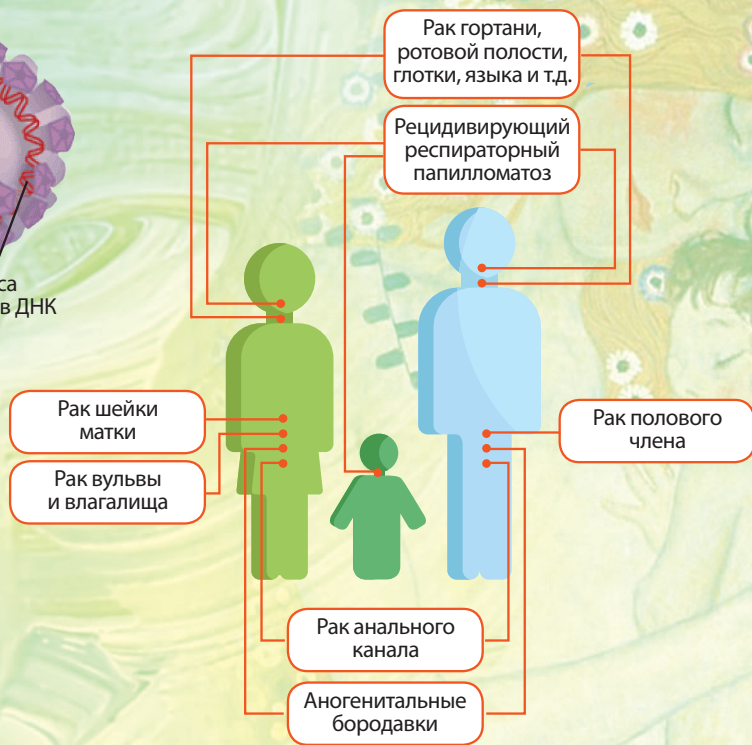 Рак гортани,
ротовой полости,
глотки, языка и т.д.
Рецидивирующий
респираторный
папилломатоз
в ДНК
Рак шейки
матки
Рак вульвы
и влагалища
Рак полового
члена
Рак анального
канала
Аногенитальные
бородавки